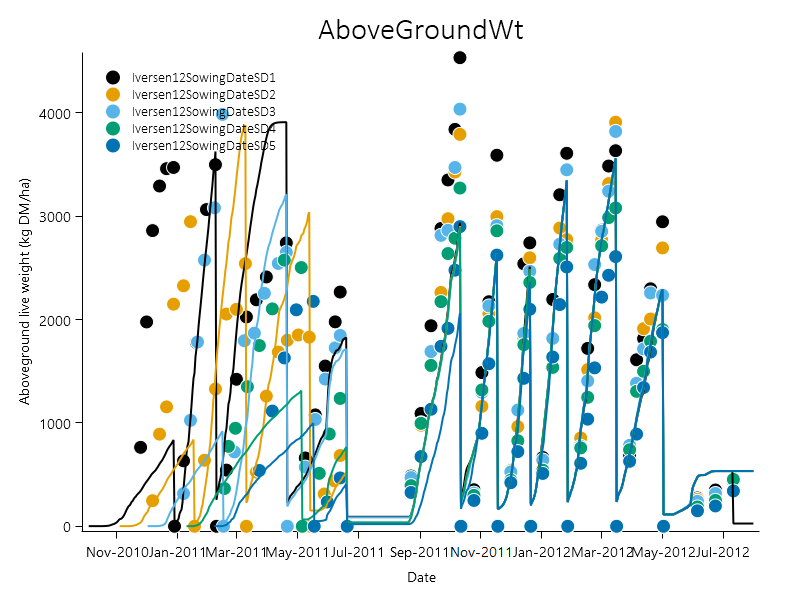 AboveGroundWt
Iversen12SowingDateSD1
Iversen12SowingDateSD2
Iversen12SowingDateSD3
Iversen12SowingDateSD4
Iversen12SowingDateSD5
4000
3000
2000
1000
0
Aboveground live weight (kg DM/ha)
Nov-2010 Jan-2011 Mar-2011 May-2011 Jul-2011 Sep-2011 Nov-2011 Jan-2012 Mar-2012 May-2012 Jul-2012
Date